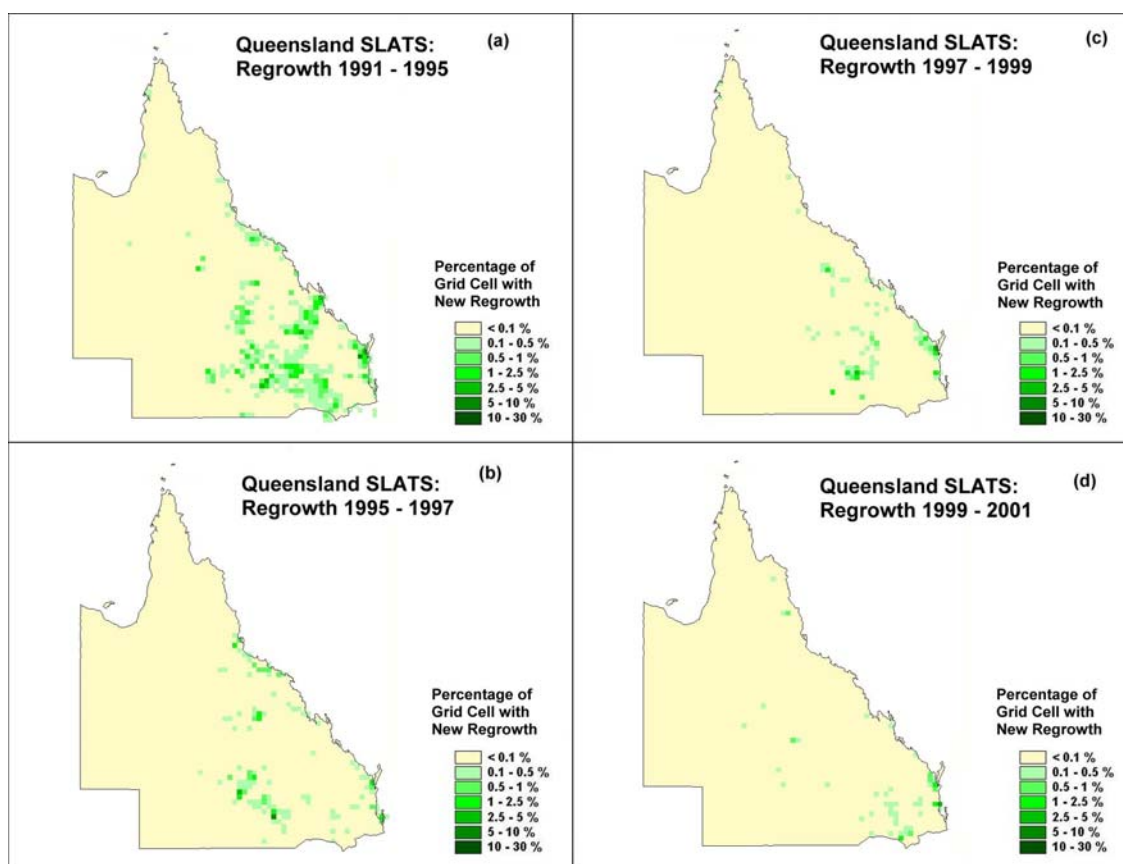 Queensland SLATS:
Regrowth 1991 - 1995
(a)
Percentage of
Grid Cell with
New Regrowth
< 0.1 %
0.1 - 0.5 %
0.5 - 1 %
1 - 2.5 %
2.5 - 5 %
5 - 10 %
10 - 30 %
Queensland SLATS:
Regrowth 1997 - 1999
(c)
Percentage of
Grid Cell with
New Regrowth
< 0.1 %
0.1 - 0.5 %
0.5 - 1 %
1 - 2.5 %
2.5 - 5 %
5 - 10 %
10 - 30 %
Queensland SLATS:
Regrowth 1995 - 1997
(b)
Percentage of
Grid Cell with
New Regrowth
< 0.1 %
0.1 - 0.5 %
0.5 - 1 %
1 - 2.5 %
2.5 - 5 %
5 - 10 %
10 - 30 %
Queensland SLATS:
Regrowth 1999 - 2001
(d)
Percentage of
Grid Cell with
New Regrowth
< 0.1 %
0.1 - 0.5 %
0.5 - 1 %
1 - 2.5 %
2.5 - 5 %
5 - 10 %
10 - 30 %